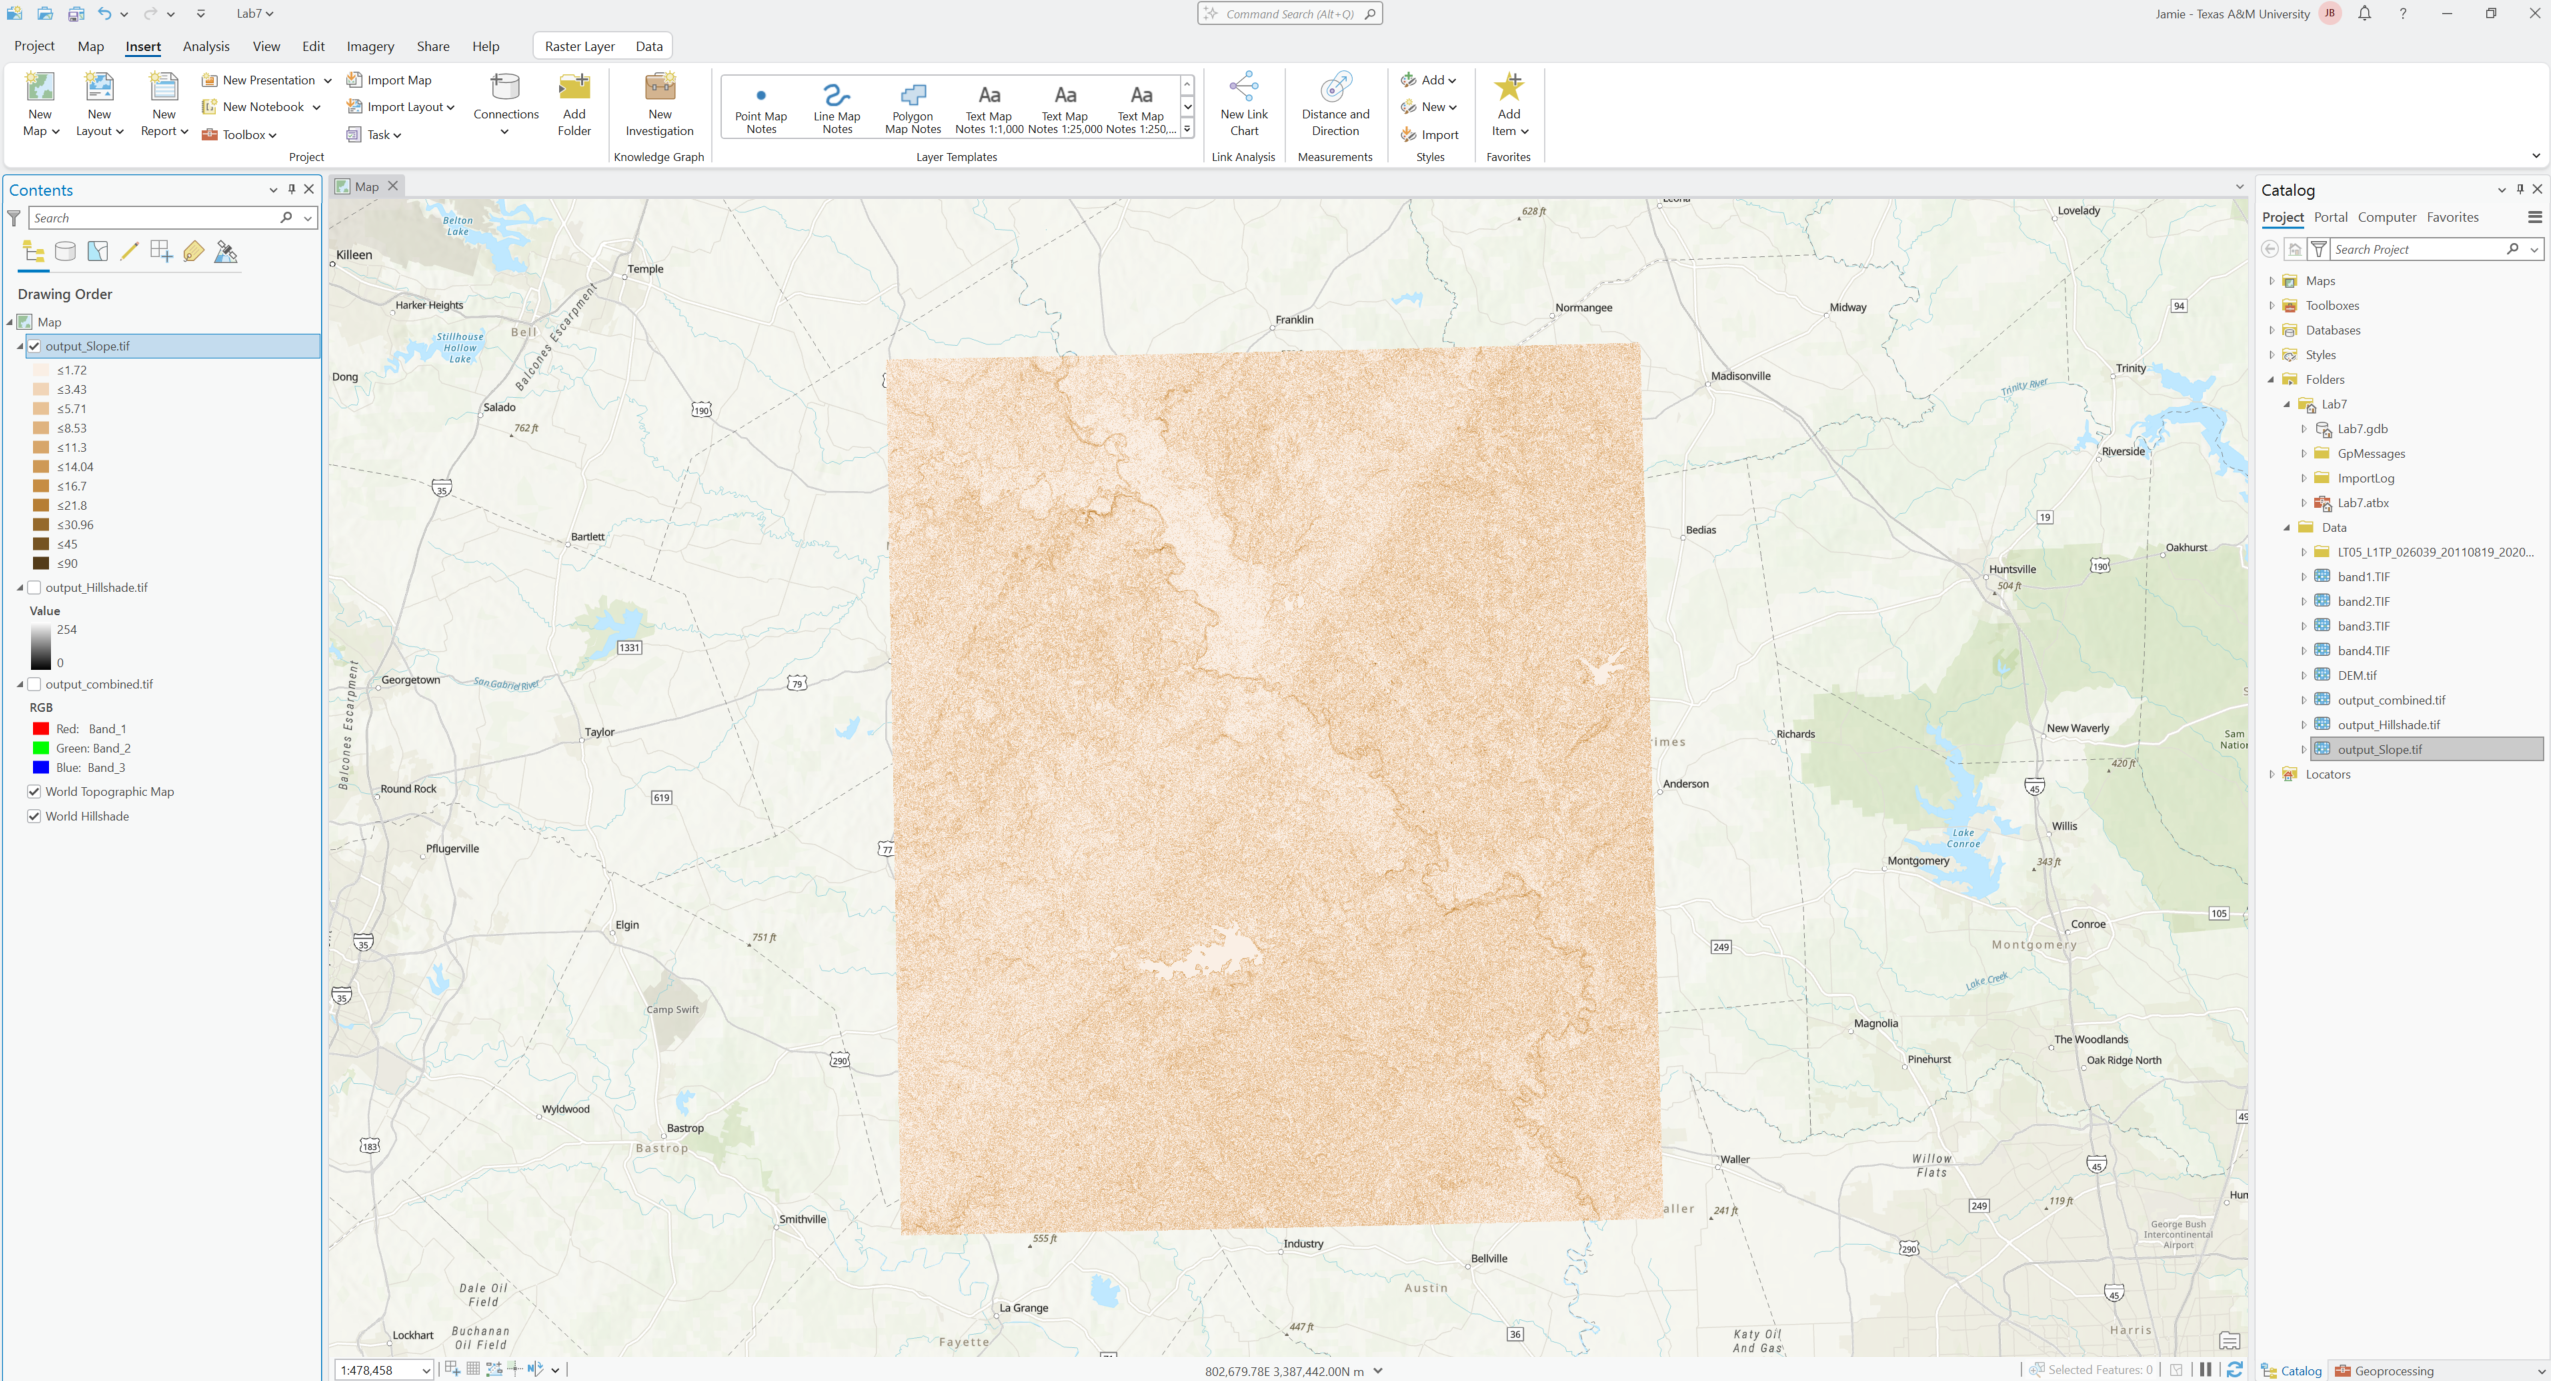 Lab7
Command Search (Alt+Q)
Jamie - Texas A&M University
JB
?
Project
Map
Insert
Analysis
View
Edit
Imagery
Share
Help
Raster Layer
Data
New Map
New Layout
New Report
New Presentation
New Notebook
Toolbox
Import Map
Import Layout
Task
Connections
Add Folder
Project
New Investigation
Knowledge Graph
Point Map Notes
Line Map Notes
Polygon Map Notes
Aa
Text Map Notes 1:1,000
Aa
Text Map Notes 1:25,000
Aa
Text Map Notes 1:250,...
Layer Templates
New Link Chart
Link Analysis
Distance and Direction
Measurements
Add
New
Import
Styles
Add Item
Favorites
Contents
Search
Drawing Order
Map
output_Slope.tif
≤1.72
≤3.43
≤5.71
≤8.53
≤11.3
≤14.04
≤16.7
≤21.8
≤30.96
≤45
≤90
output_Hillshade.tif
Value
254
0
output_combined.tif
RGB
Red: Band_1
Green: Band_2
Blue: Band_3
World Topographic Map
World Hillshade
Map
Belton Lake
Killeen
Temple
Harker Heights
Bell
Balcones Escarpment
Stillhouse Hollow Lake
Dong
Salado
762 ft
190
35
Bartlett
1331
Georgetown
San Gabriel River
79
Balcones Escarpment
Taylor
Round Rock
619
Pflugerville
77
Elgin
751 ft
35
35
Camp Swift
290
Wyldwood
Bastrop
Bastrop
183
Smithville
555 ft
Dale Oil Field
La Grange
Lockhart
Buchanan Oil Field
Fayette
628 ft
Lovelady
Normangee
Midway
94
Franklin
Madisonville
Trinity
Trinity River
Riverside
19
Bedias
Oakhurst
Huntsville
190
504 ft
Richards
New Waverly
Sam
Nation
420 ft
imes
Anderson
45
Willis
Lake Conroe
343 ft
Montgomery
105
Conroe
249
Montgomery
Lake Creek
Magnolia
The Woodlands
Pinehurst
Oak Ridge North
49
Waller
Willow Flats
45
Hum
aller
241 ft
249
119 ft
George Bush Intercontinental Airport
Industry
290
Bellville
Austin
45
447 ft
36
Katy Oil And Gas
Harris
1:478,458
802,679.78E 3,387,442.00N m
Selected Features: 0
Catalog
Project
Portal
Computer
Favorites
Search Project
Maps
Toolboxes
Databases
Styles
Folders
Lab7
Lab7.gdb
GpMessages
ImportLog
Lab7.atbx
Data
LT05_L1TP_026039_20110819_2020...
band1.TIF
band2.TIF
band3.TIF
band4.TIF
DEM.tif
output_combined.tif
output_Hillshade.tif
output_Slope.tif
Locators
Catalog
Geoprocessing